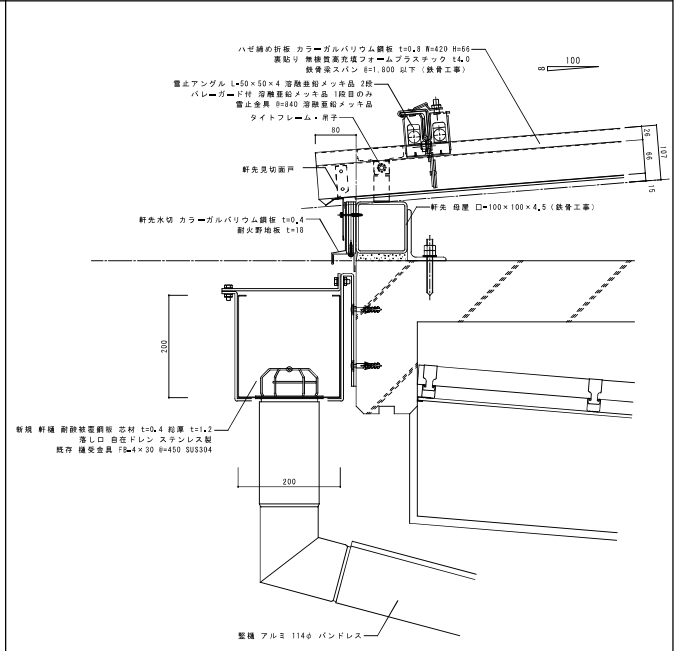 ハゼ締め折板 カラーガルバリウム鋼板 t=0.8 W=420 H=66
裏貼り 無機質高充填フォームプラスチック t4.0
鉄骨梁スパン @=1,800 以下 (鉄骨工事)
雪止アングル L-50×50×4 溶融亜鉛メッキ品 2段
バレーガード付 溶融亜鉛メッキ品 1段目のみ
雪止金具 @=840 溶融亜鉛メッキ品
タイトフレーム・吊子
8 100
80
26
66
107
15
軒先見切面戸
軒先水切 カラーガルバリウム鋼板 t=0.4
耐火野地板 t=18
軒先 母屋 口-100×100×4.5 (鉄骨工事)
200
新規 軒樋 耐酸被覆鋼板 芯材 t=0.4 総厚 t=1.2
落し口 自在ドレン ステンレス製
既存 樋受金具 FB-4×30 @=450 SUS304
200
竪樋 アルミ 114φ バンドレス